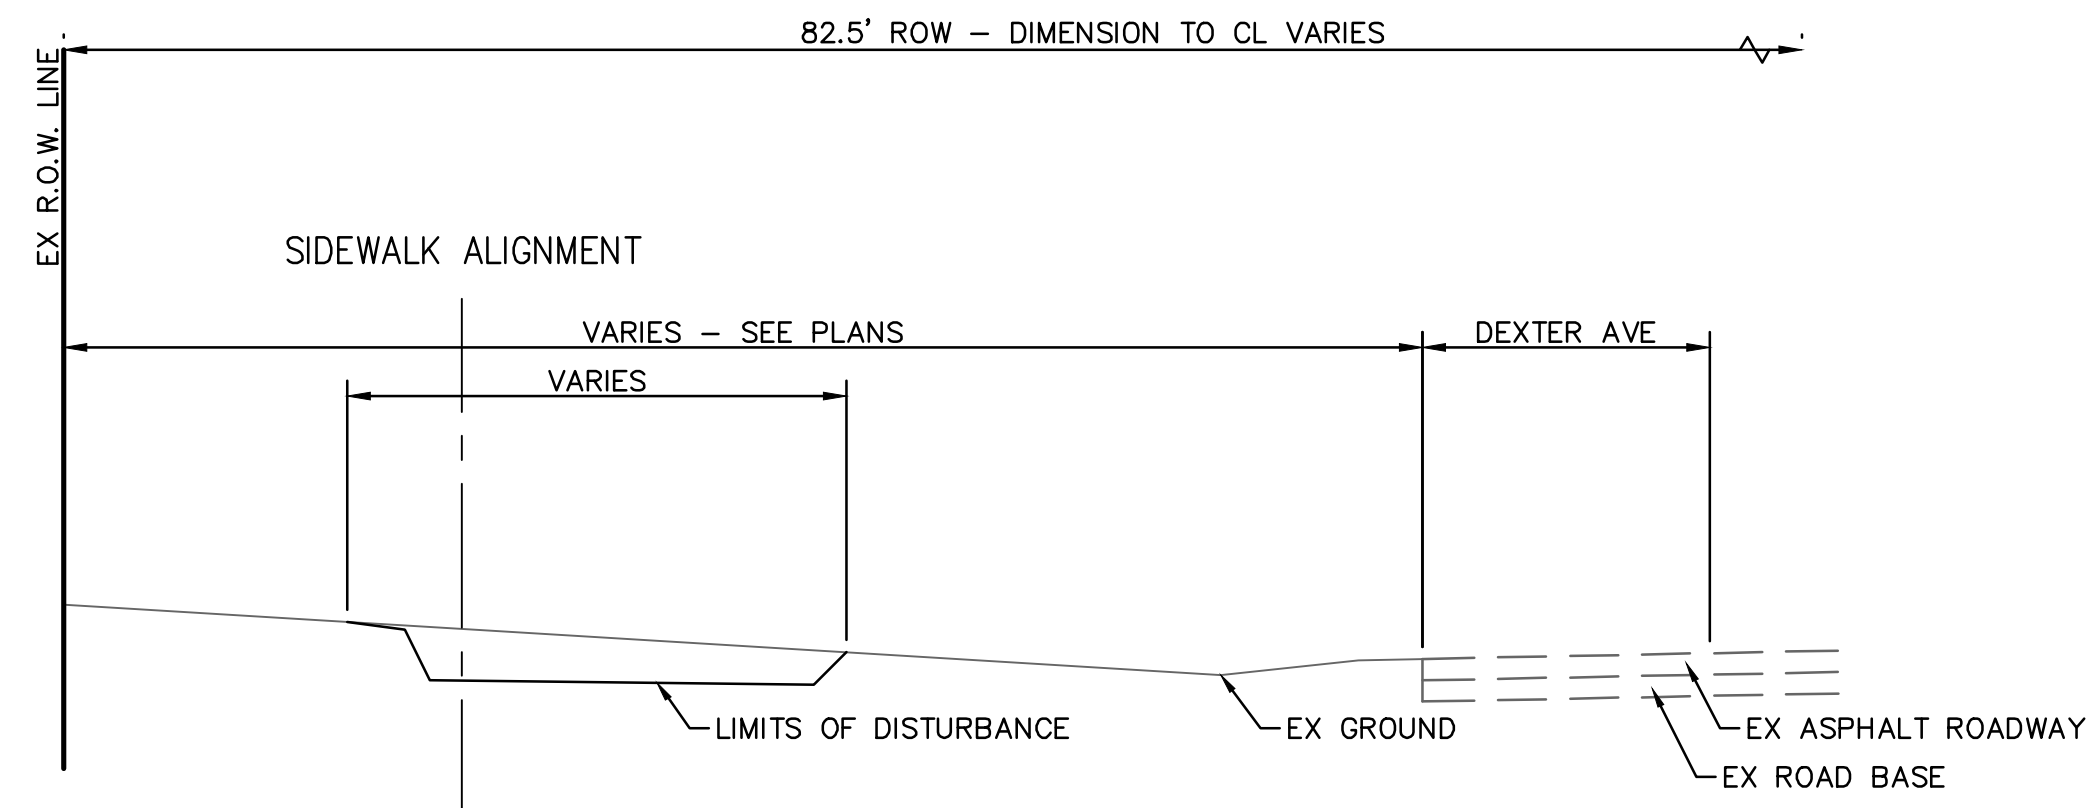 82.5' ROW – DIMENSION TO CL VARIES
EX R.O.W. LINE
SIDEWALK ALIGNMENT
VARIES – SEE PLANS
DEXTER AVE
VARIES
LIMITS OF DISTURBANCE
EX GROUND
EX ASPHALT ROADWAY
EX ROAD BASE